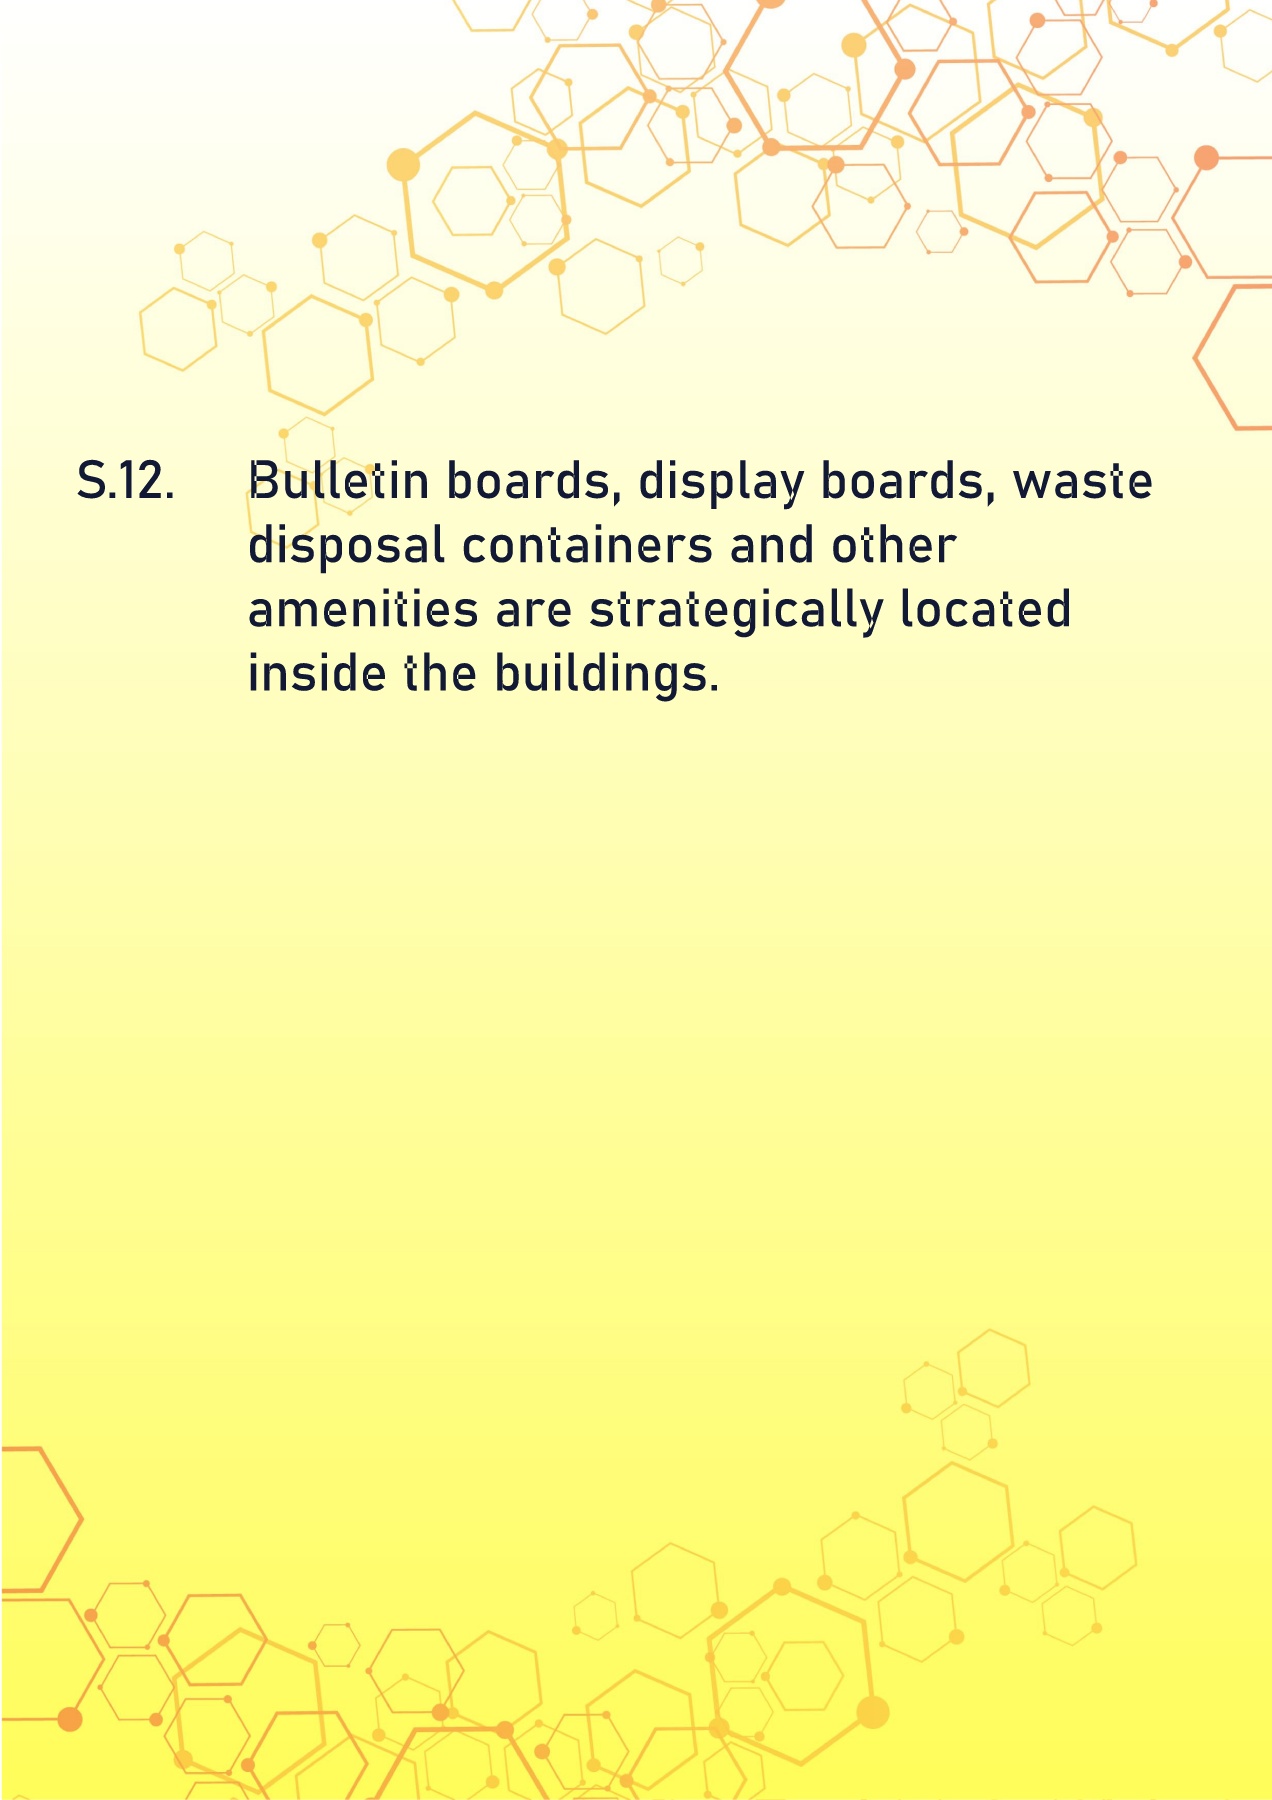 S.12. Bulletin boards, display boards, waste
disposal containers and other
amenities are strategically located
inside the buildings.